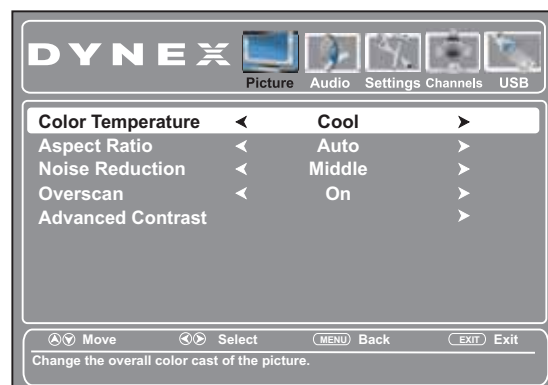 DYNEX
Picture Audio Settings Channels USB
Color Temperature Cool
Aspect Ratio Auto
Noise Reduction Middle
Overscan On
Advanced Contrast
Move Select MENU Back EXIT Exit
Change the overall color cast of the picture.